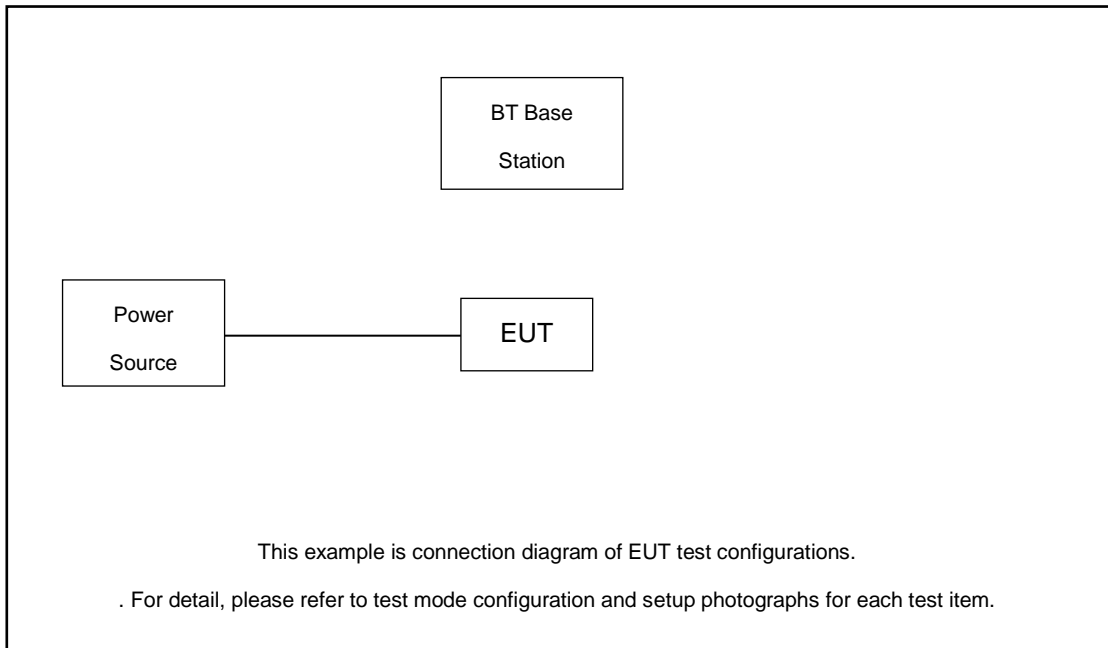 BT Base
Station
Power
Source
EUT
This example is connection diagram of EUT test configurations.
. For detail, please refer to test mode configuration and setup photographs for each test item.